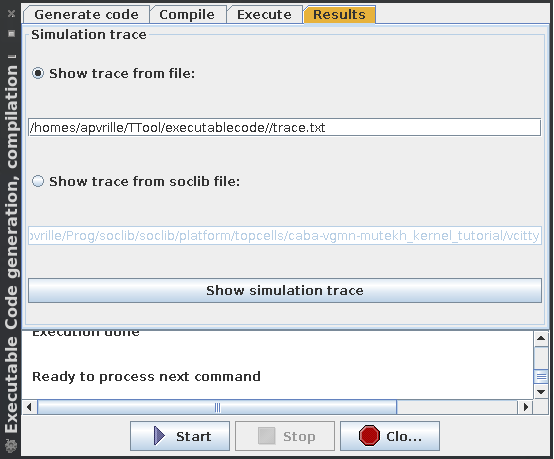 Executable Code generation, compilation
Generate code Compile Execute Results
Simulation trace
Show trace from file:
/homes/apvrille/TTool/executablecode//trace.txt
Show trace from soclib file:
/Prog/soclib/soclib/platform/topcells/caba-vgmn-mutekh_kernel_tutorial/vcitty
Show simulation trace
Execution done
Ready to process next command
Start Stop Clo...